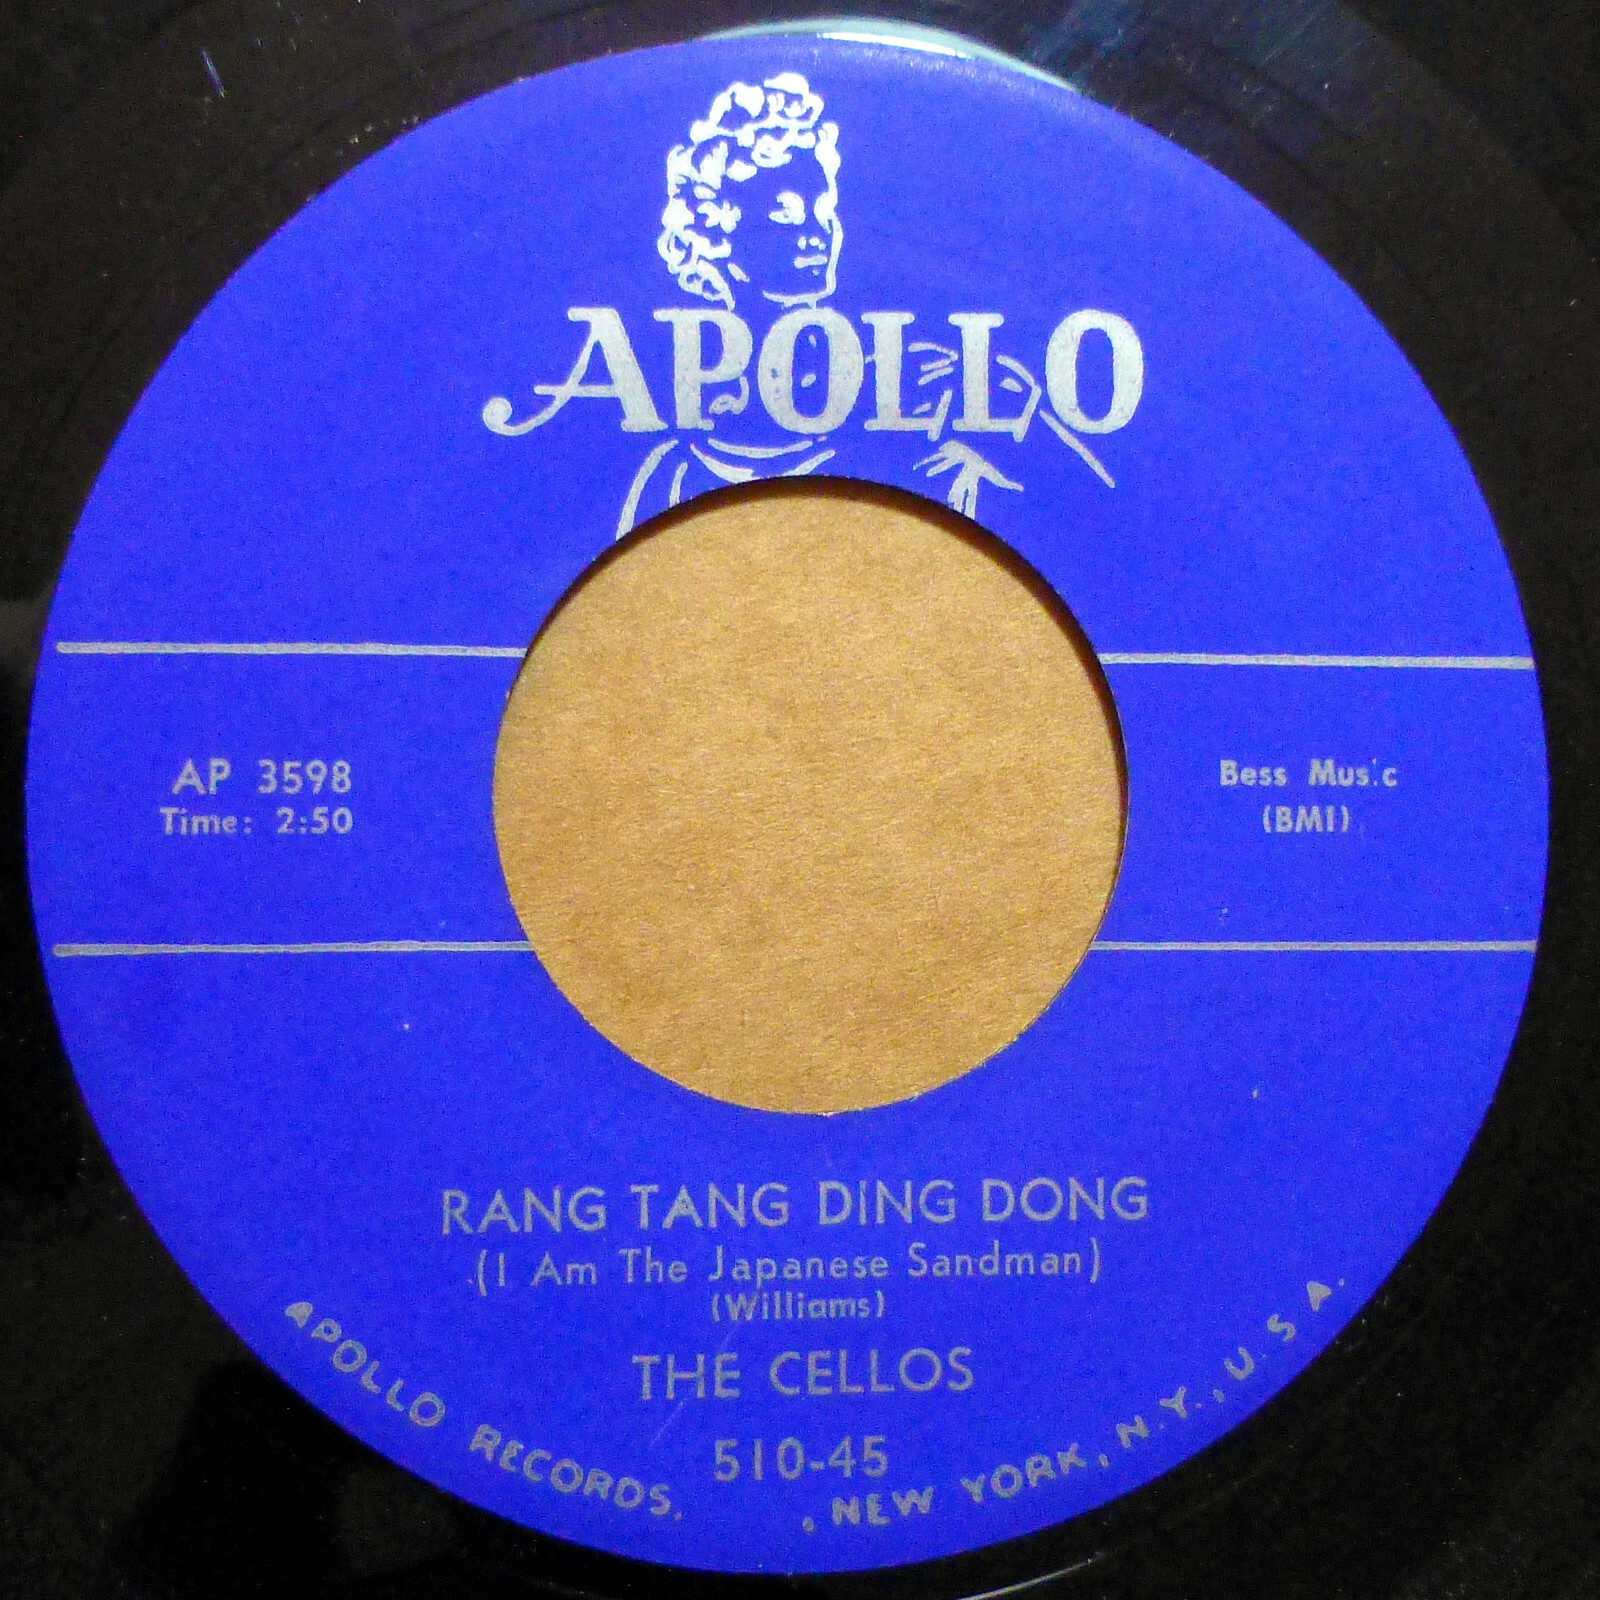 APOLLO
AP 3598
Time: 2:50
Bess Music
(BMI)
RANG TANG DING DONG
(I Am The Japanese Sandman)
(Williams)
THE CELLOS
510-45
APOLLO RECORDS, . NEW YORK, N.Y., U.S.A.